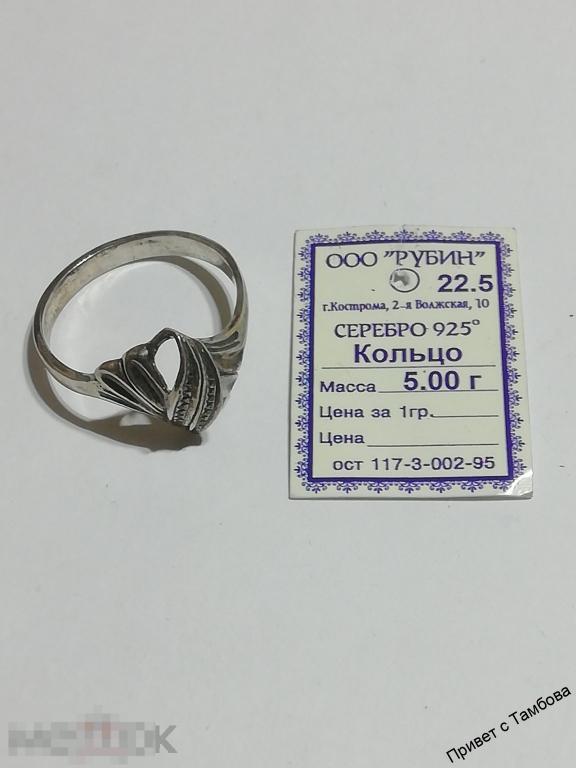 ООО "РУБИН"
22.5
г.Кострома, 2-я Волжская, 10
СЕРЕБРО 925°
Кольцо
Масса 5.00 г
Цена за 1гр.
Цена
ост 117-3-002-95
Привет с Тамбова